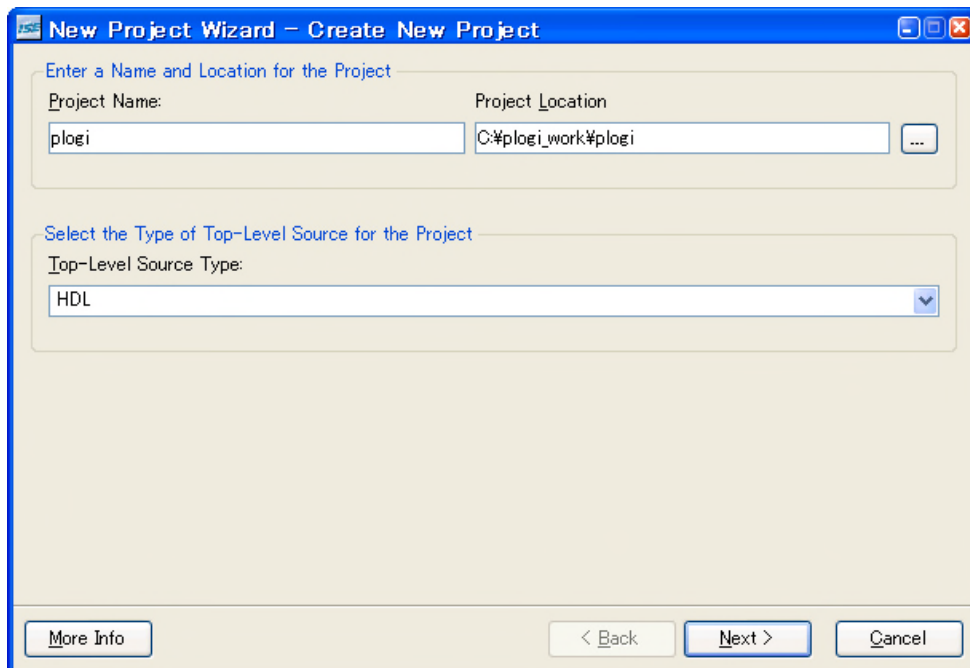 ISE New Project Wizard - Create New Project
Enter a Name and Location for the Project
Project Name: Project Location
plogi C:¥plogi_work¥plogi ...
Select the Type of Top-Level Source for the Project
Top-Level Source Type:
HDL
More Info < Back Next > Cancel